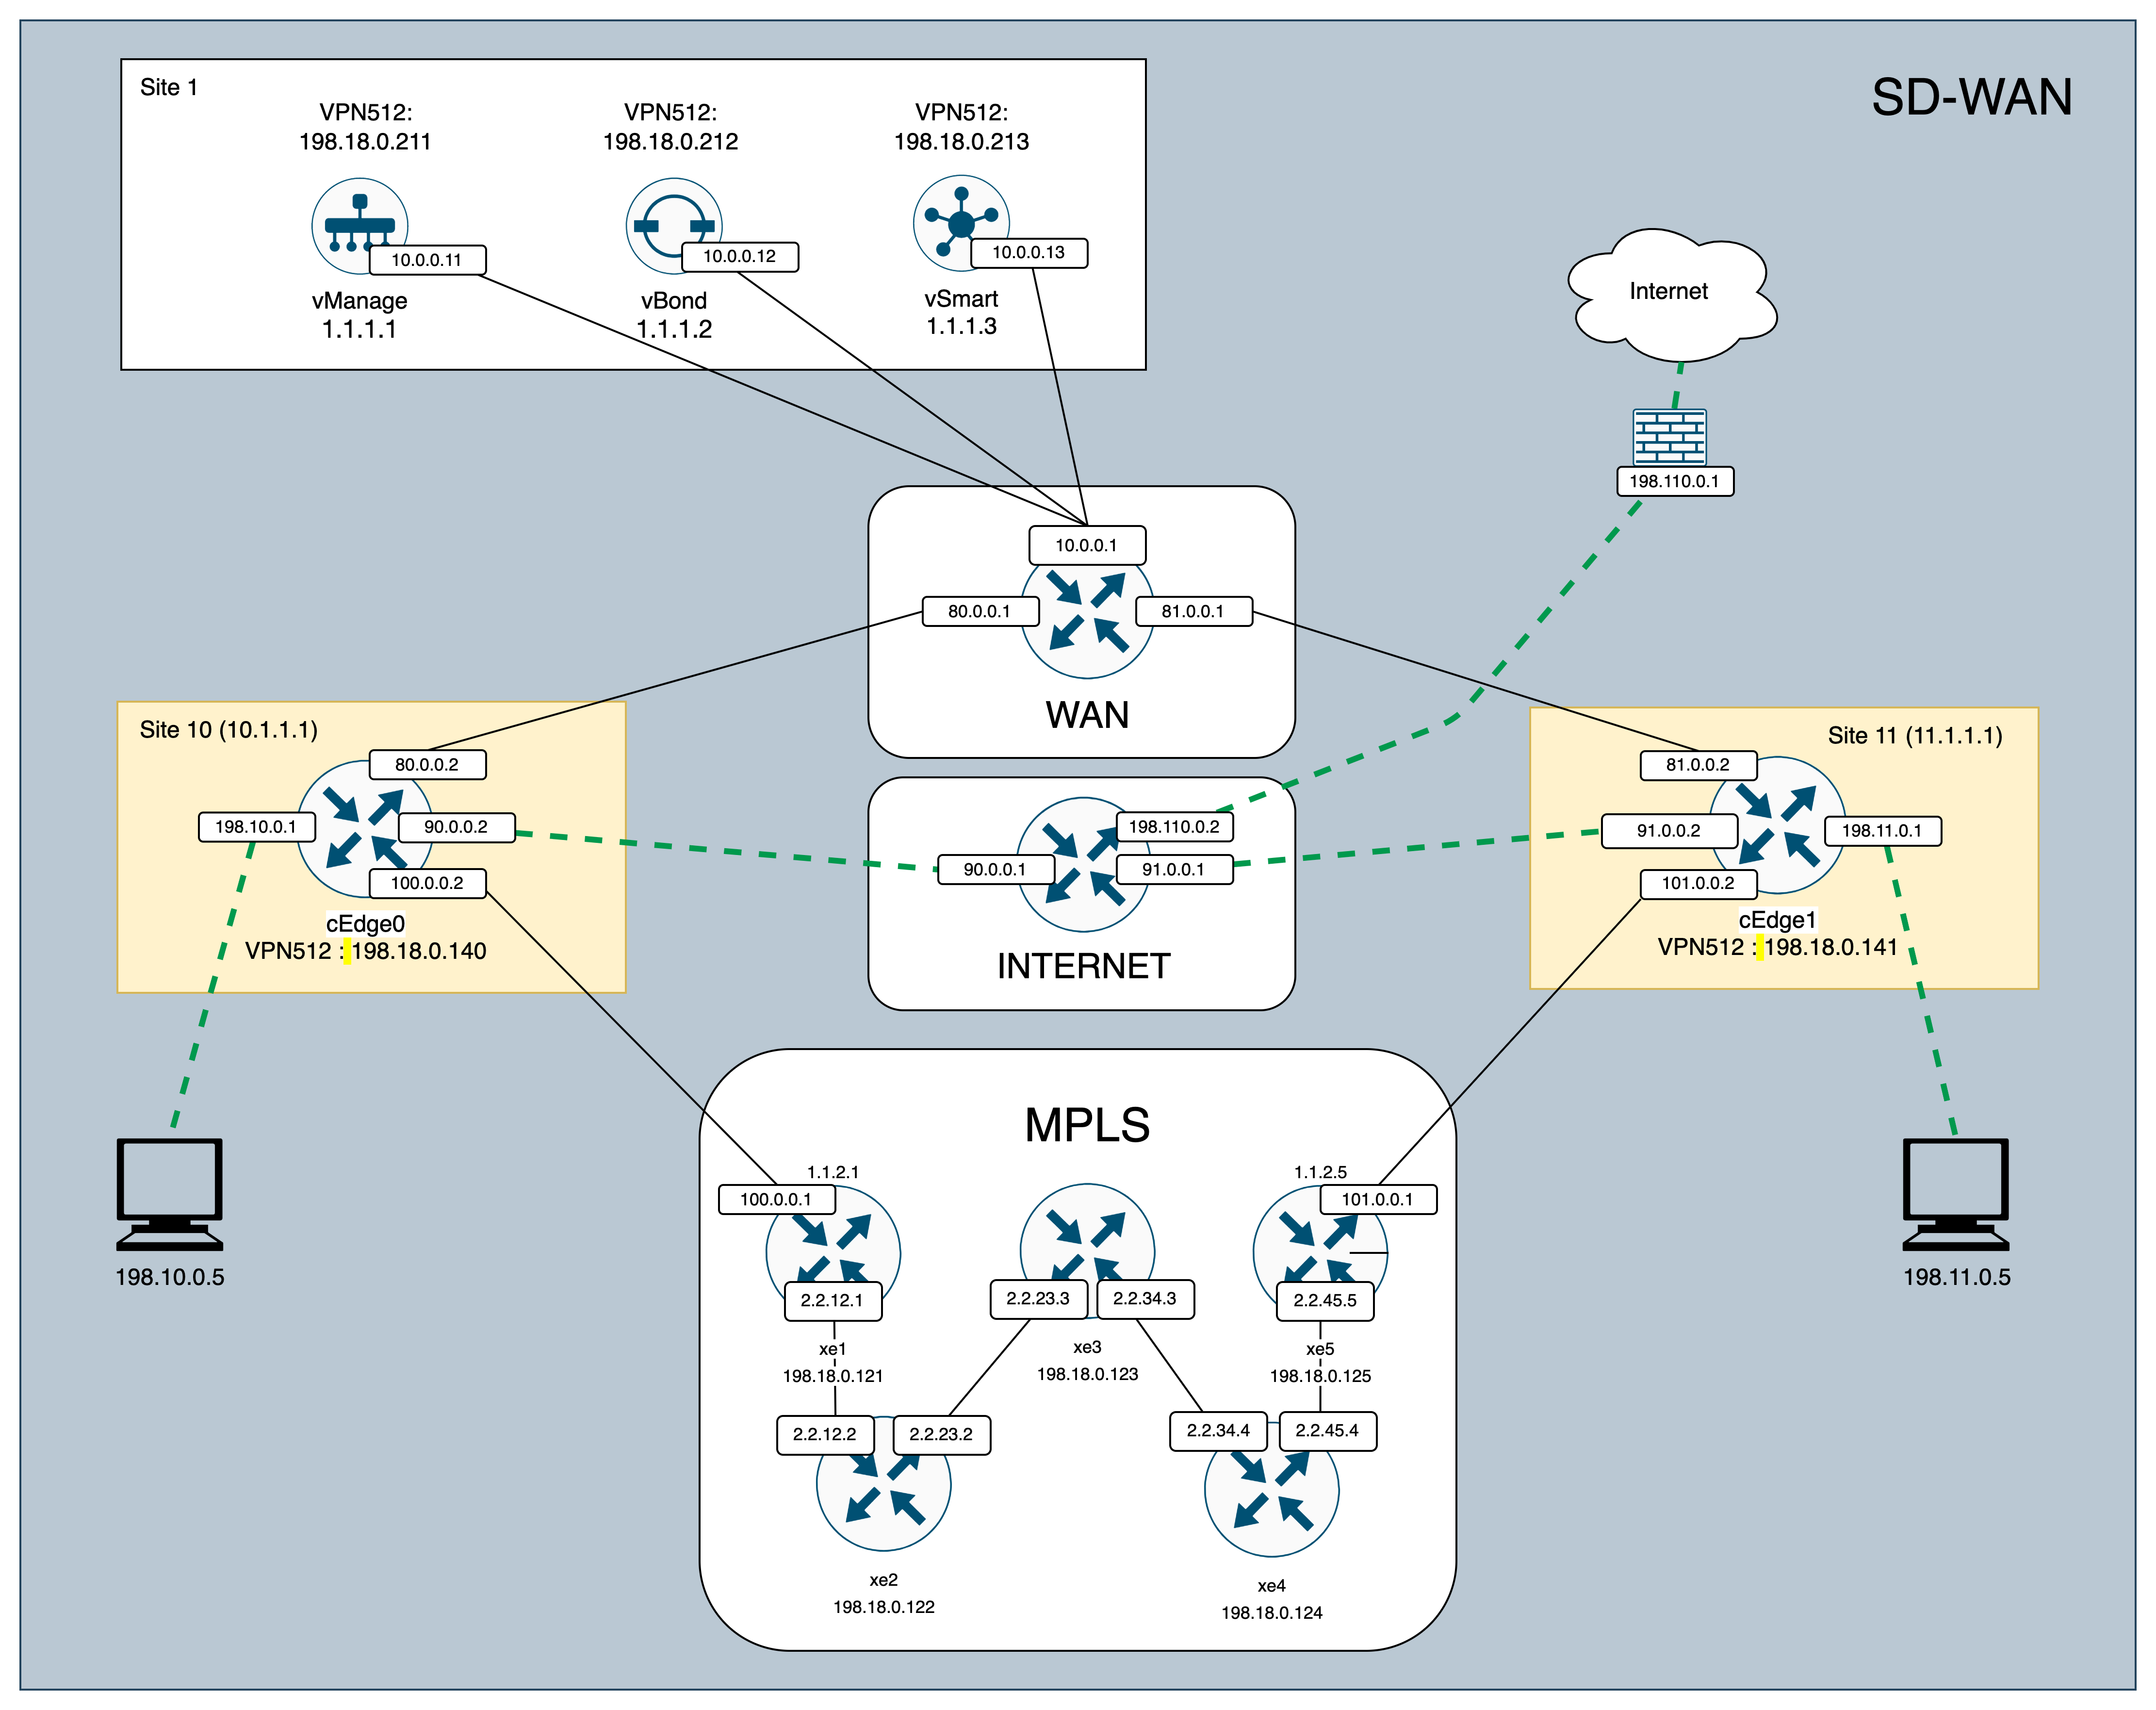 SD-WAN
Site 1
VPN512:
198.18.0.211
VPN512:
198.18.0.212
VPN512:
198.18.0.213
10.0.0.11
10.0.0.12
10.0.0.13
vManage
1.1.1.1
vBond
1.1.1.2
vSmart
1.1.1.3
Internet
198.110.0.1
10.0.0.1
80.0.0.1
81.0.0.1
WAN
Site 10 (10.1.1.1)
80.0.0.2
198.10.0.1
90.0.0.2
100.0.0.2
cEdge0
VPN512 : 198.18.0.140
198.110.0.2
90.0.0.1
91.0.0.1
INTERNET
Site 11 (11.1.1.1)
81.0.0.2
91.0.0.2
198.11.0.1
101.0.0.2
cEdge1
VPN512 : 198.18.0.141
198.10.0.5
198.11.0.5
MPLS
1.1.2.1
1.1.2.5
100.0.0.1
101.0.0.1
2.2.12.1
2.2.23.3
2.2.34.3
2.2.45.5
xe1
198.18.0.121
xe3
198.18.0.123
xe5
198.18.0.125
2.2.12.2
2.2.23.2
2.2.34.4
2.2.45.4
xe2
198.18.0.122
xe4
198.18.0.124